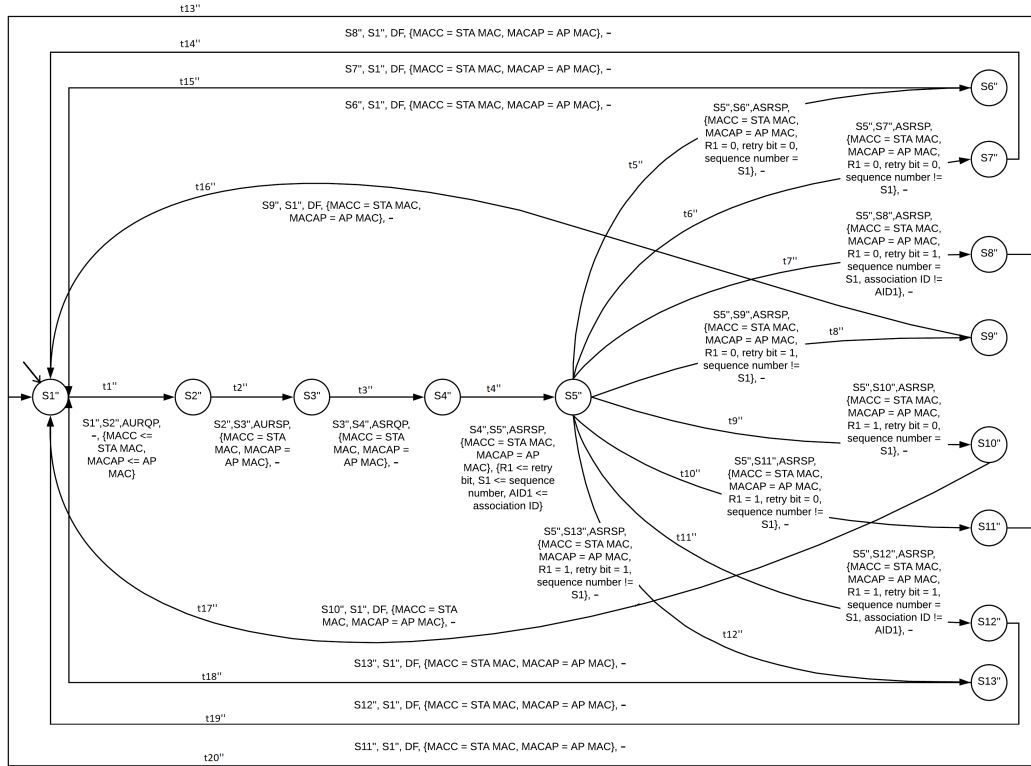 t13''
S8", S1", DF, {MACC = STA MAC, MACAP = AP MAC}, –
t14''
S7", S1", DF, {MACC = STA MAC, MACAP = AP MAC}, –
t15''
S6", S1", DF, {MACC = STA MAC, MACAP = AP MAC}, –
S6"
S5",S6",ASRSP,
{MACC = STA MAC,
MACAP = AP MAC,
R1 = 0, retry bit = 0,
sequence number =
S1}, –
t5''
S5",S7",ASRSP,
{MACC = STA MAC,
MACAP = AP MAC,
R1 = 0, retry bit = 0,
sequence number !=
S1}, –
S7"
t16''
S9", S1", DF, {MACC = STA MAC,
MACAP = AP MAC}, –
t6''
S5",S8",ASRSP,
{MACC = STA MAC,
MACAP = AP MAC,
R1 = 0, retry bit = 1,
sequence number =
S1, association ID !=
AID1}, –
S8"
t7''
S5",S9",ASRSP,
{MACC = STA MAC,
MACAP = AP MAC,
R1 = 0, retry bit = 1,
sequence number !=
S1}, –
t8''
S9"
S1"
t1''
S2"
t2''
S3"
t3''
S4"
t4''
S5"
S1",S2",AURQP,
–, {MACC <=
STA MAC,
MACAP <= AP
MAC}
S2",S3",AURSP,
{MACC = STA
MAC, MACAP =
AP MAC}, –
S3",S4",ASRQP,
{MACC = STA
MAC, MACAP =
AP MAC}, –
S4",S5",ASRSP,
{MACC = STA MAC,
MACAP = AP
MAC}, {R1 <= retry
bit, S1 <= sequence
number, AID1 <=
association ID}
t9''
S5",S10",ASRSP,
{MACC = STA MAC,
MACAP = AP MAC,
R1 = 1, retry bit = 0,
sequence number =
S1}, –
S10"
t10''
S5",S11",ASRSP,
{MACC = STA MAC,
MACAP = AP MAC,
R1 = 1, retry bit = 0,
sequence number !=
S1}, –
S11"
S5",S13",ASRSP,
{MACC = STA MAC,
MACAP = AP MAC,
R1 = 1, retry bit = 1,
sequence number !=
S1}, –
t11''
S5",S12",ASRSP,
{MACC = STA MAC,
MACAP = AP MAC,
R1 = 1, retry bit = 1,
sequence number =
S1, association ID !=
AID1}, –
S12"
t17''
S10", S1", DF, {MACC = STA
MAC, MACAP = AP MAC}, –
t12''
S13", S1", DF, {MACC = STA MAC, MACAP = AP MAC}, –
t18''
S13"
S12", S1", DF, {MACC = STA MAC, MACAP = AP MAC}, –
t19''
S11", S1", DF, {MACC = STA MAC, MACAP = AP MAC}, –
t20''